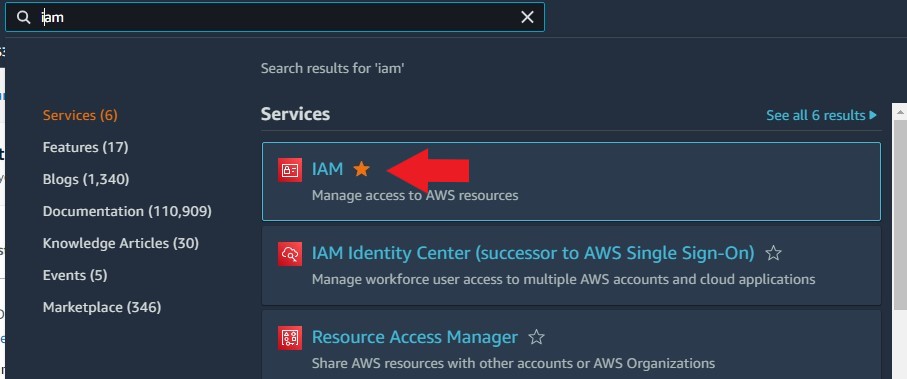 iam
Search results for 'iam'
Services (6)
Features (17)
Blogs (1,340)
Documentation (110,909)
Knowledge Articles (30)
Events (5)
Marketplace (346)
Services
See all 6 results
IAM
Manage access to AWS resources
IAM Identity Center (successor to AWS Single Sign-On)
Manage workforce user access to multiple AWS accounts and cloud applications
Resource Access Manager
Share AWS resources with other accounts or AWS Organizations